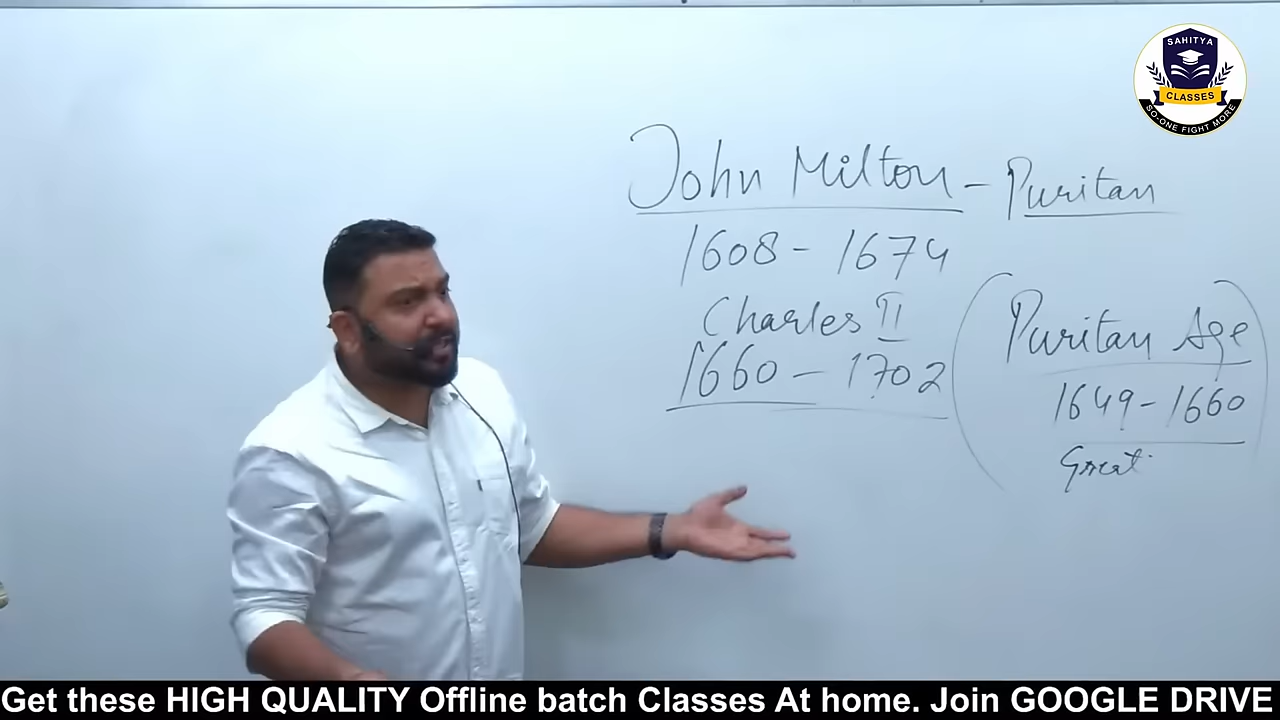 SAHITYA
CLASSES
SO-ONE FIGHT MORE
John Milton - Puritan
1608 - 1674
Charles II
1660 - 1702
(Puritan Age)
1649 - 1660
Great
Get these HIGH QUALITY Offline batch Classes At home. Join GOOGLE DRIVE